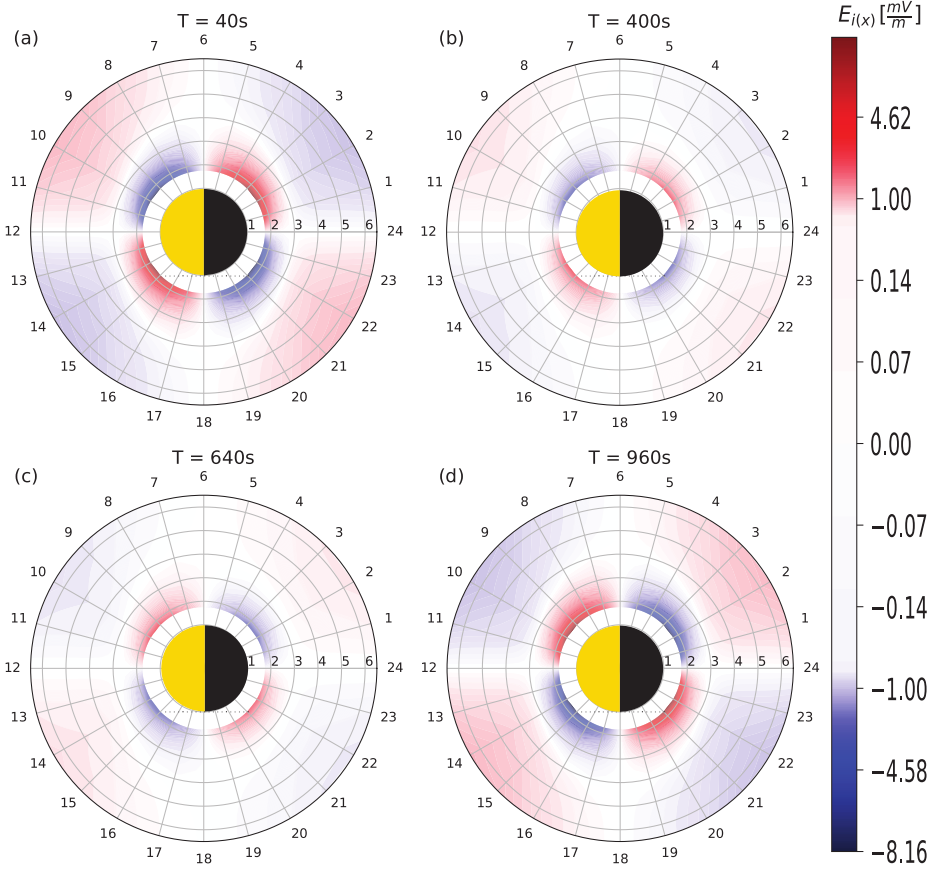 T = 40s
T = 400s
E_{i(x)} [\frac{mV}{m}]
(a)
7 6 5
8 4
9 3
10 2
11 1
12 1 2 3 4 5 6 24
13 23
14 22
15 21
16 20
17 18 19
(b)
7 6 5
8 4
9 3
10 2
11 1
12 1 2 3 4 5 6 24
13 23
14 22
15 21
16 20
17 18 19
T = 640s
T = 960s
(c)
7 6 5
8 4
9 3
10 2
11 1
12 1 2 3 4 5 6 24
13 23
14 22
15 21
16 20
17 18 19
(d)
7 6 5
8 4
9 3
10 2
11 1
12 1 2 3 4 5 6 24
13 23
14 22
15 21
16 20
17 18 19
4.62
1.00
0.14
0.07
0.00
−0.07
−0.14
−1.00
−4.58
−8.16